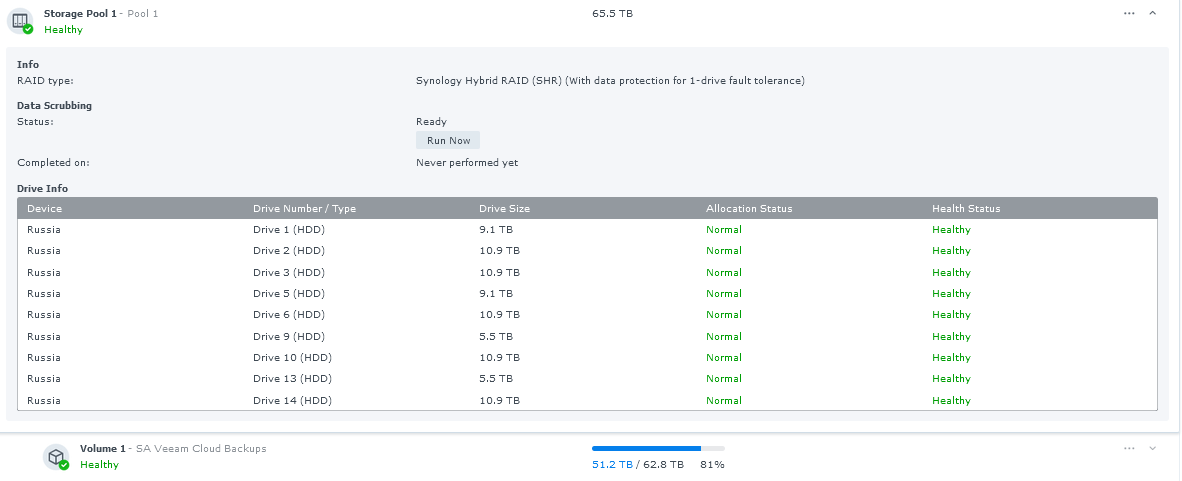 Storage Pool 1 - Pool 1 65.5 TB
Healthy
Info
RAID type: Synology Hybrid RAID (SHR) (With data protection for 1-drive fault tolerance)
Data Scrubbing
Status: Ready
Run Now
Completed on: Never performed yet
Drive Info
Device Drive Number / Type Drive Size Allocation Status Health Status
Russia Drive 1 (HDD) 9.1 TB Normal Healthy
Russia Drive 2 (HDD) 10.9 TB Normal Healthy
Russia Drive 3 (HDD) 10.9 TB Normal Healthy
Russia Drive 5 (HDD) 9.1 TB Normal Healthy
Russia Drive 6 (HDD) 10.9 TB Normal Healthy
Russia Drive 9 (HDD) 5.5 TB Normal Healthy
Russia Drive 10 (HDD) 10.9 TB Normal Healthy
Russia Drive 13 (HDD) 5.5 TB Normal Healthy
Russia Drive 14 (HDD) 10.9 TB Normal Healthy
Volume 1 - SA Veeam Cloud Backups
Healthy 51.2 TB / 62.8 TB 81%